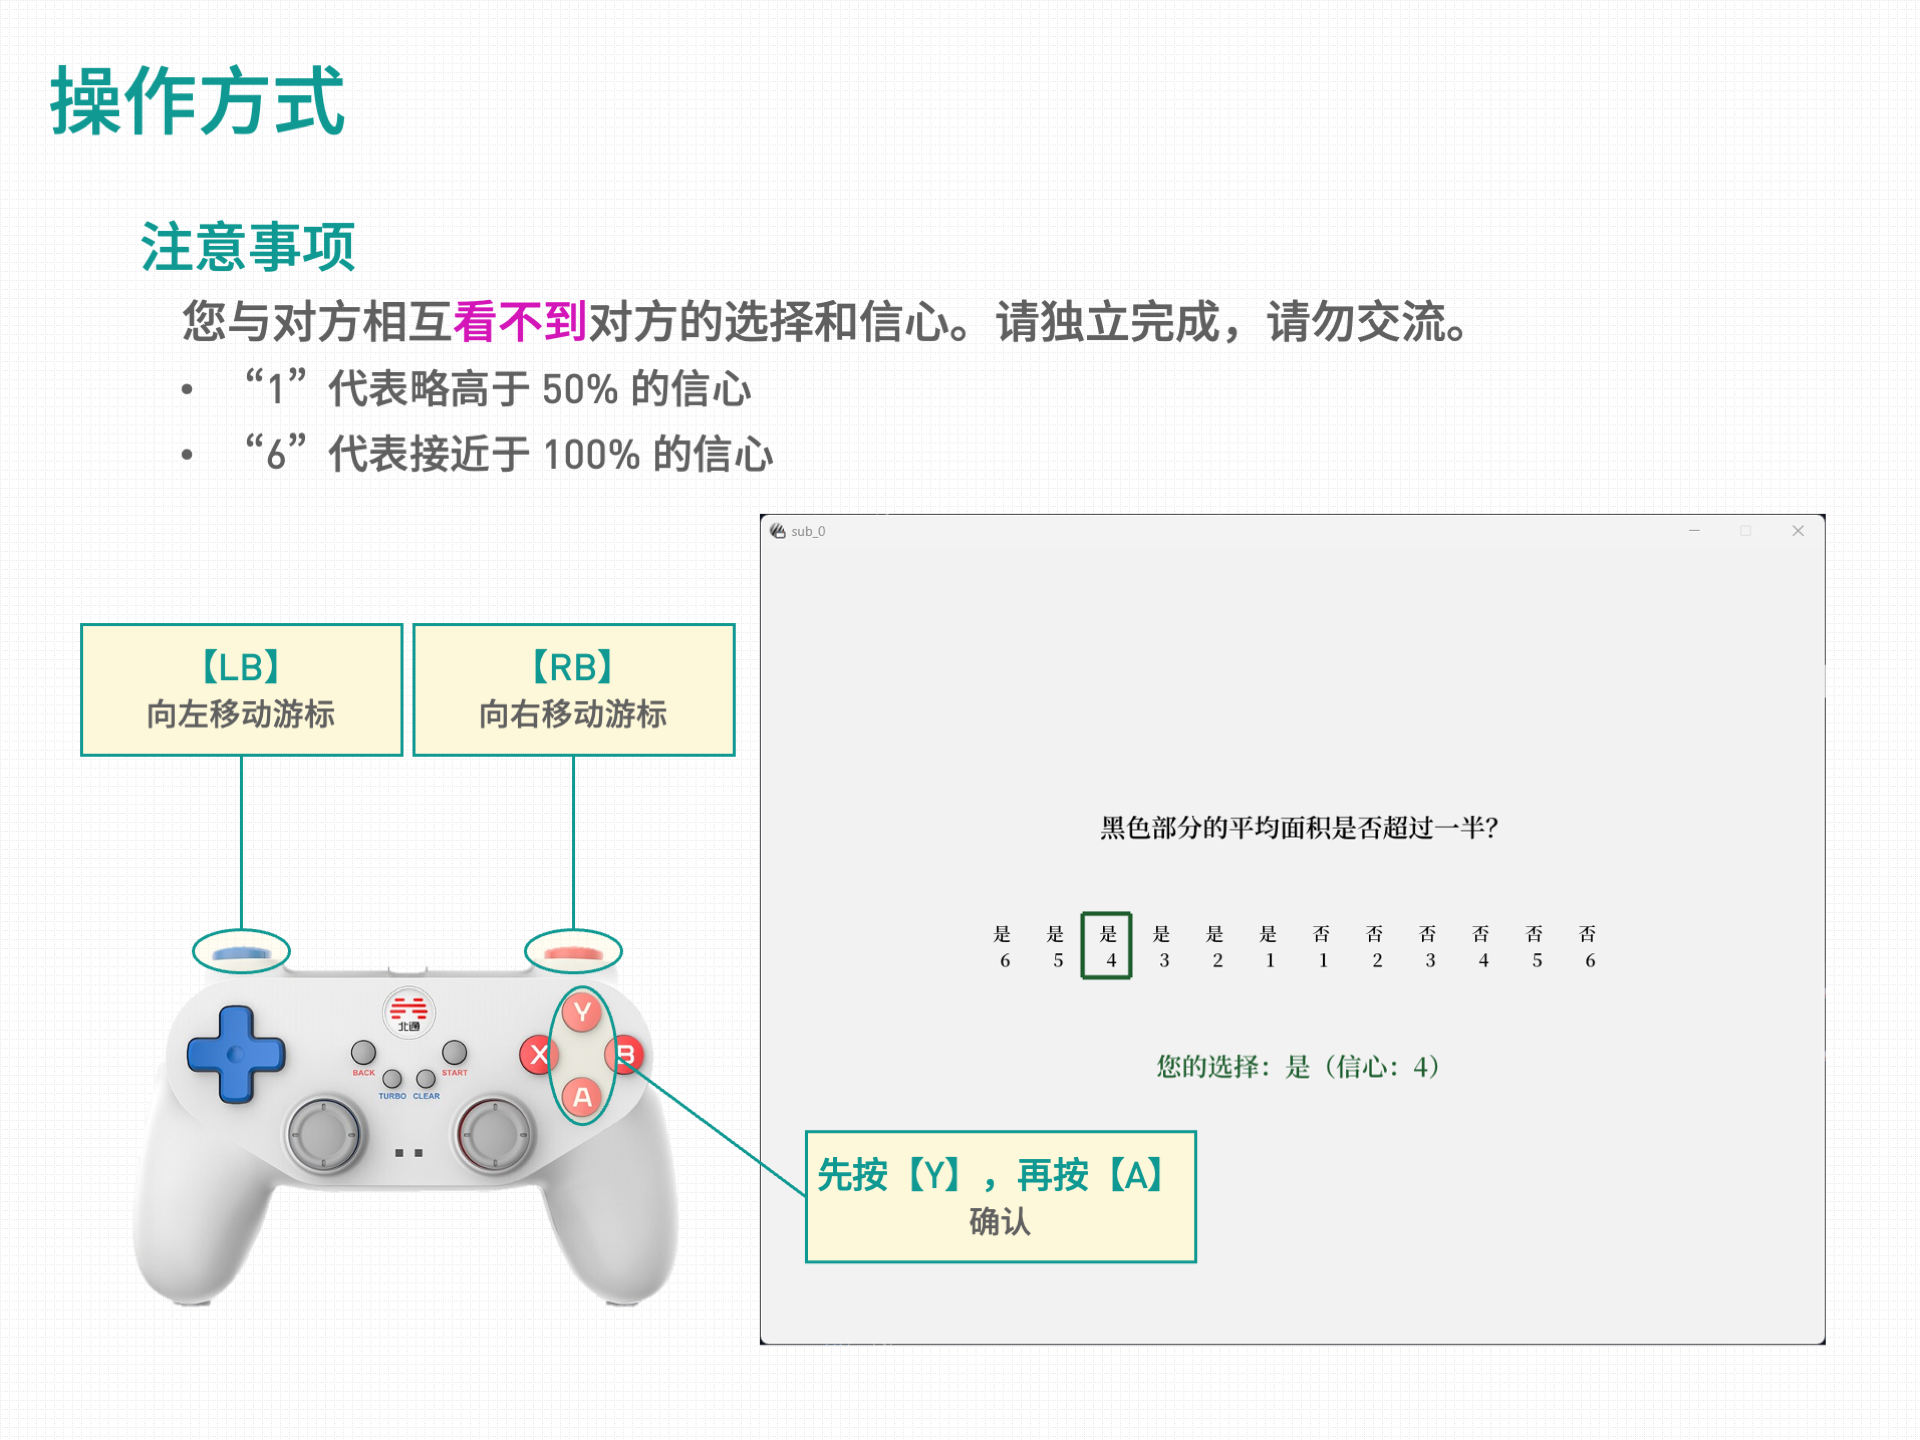 操作方式
注意事项
您与对方相互看不到对方的选择和信心。请独立完成，请勿交流。
• “1”代表略高于 50% 的信心
• “6”代表接近于 100% 的信心
sub_0
【LB】
向左移动游标
【RB】
向右移动游标
黑色部分的平均面积是否超过一半？
是 是 是 是 是 是 否 否 否 否 否 否
6 5 4 3 2 1 1 2 3 4 5 6
您的选择：是（信心：4）
北通
Y
X
B
A
BACK
START
TURBO
CLEAR
先按【Y】，再按【A】
确认